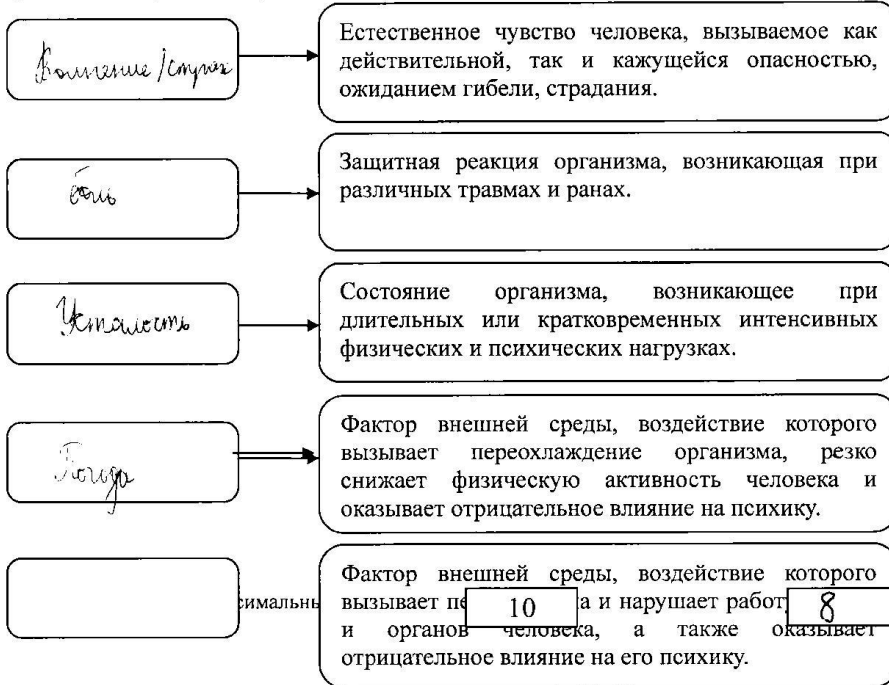 Волнение/страх
Естественное чувство человека, вызываемое как
действительной, так и кажущейся опасностью,
ожиданием гибели, страдания.
боль
Защитная реакция организма, возникающая при
различных травмах и ранах.
Усталость
Состояние организма, возникающее при
длительных или кратковременных интенсивных
физических и психических нагрузках.
Погода
Фактор внешней среды, воздействие которого
вызывает переохлаждение организма, резко
снижает физическую активность человека и
оказывает отрицательное влияние на психику.
Фактор внешней среды, воздействие которого
симальны вызывает пе 10 а и нарушает работ 8
и органов человека, а также оказывает
отрицательное влияние на его психику.